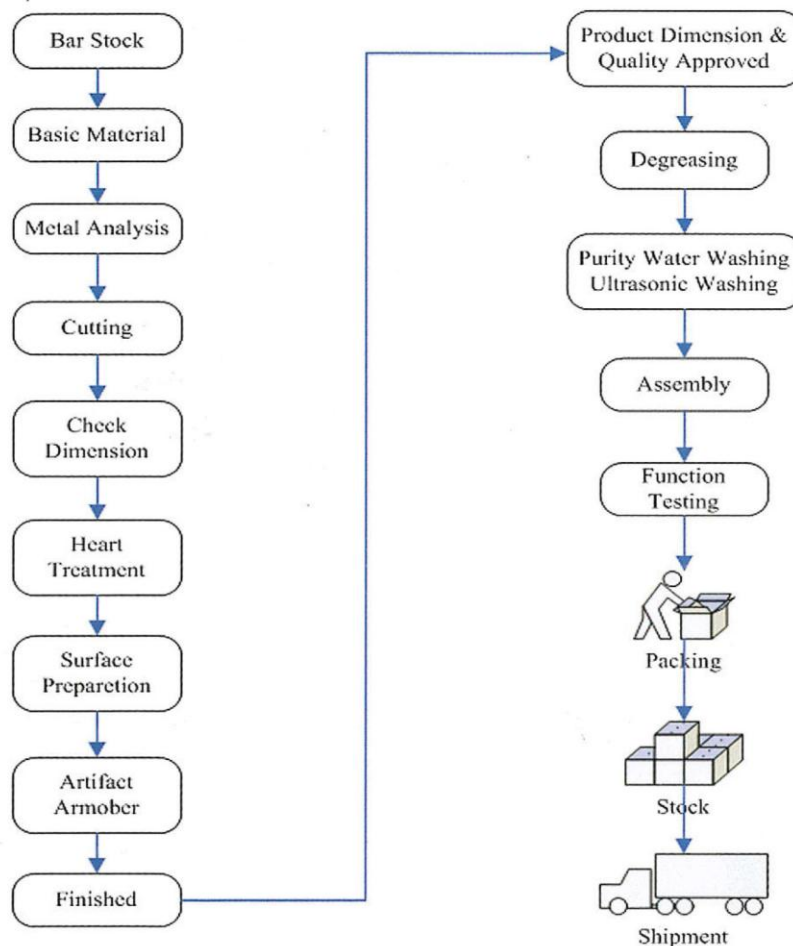 Bar Stock
Basic Material
Metal Analysis
Cutting
Check
Dimension
Heart
Treatment
Surface
Preparetion
Artifact
Armober
Finished
Product Dimension &
Quality Approved
Degreasing
Purity Water Washing
Ultrasonic Washing
Assembly
Function
Testing
Packing
Stock
Shipment